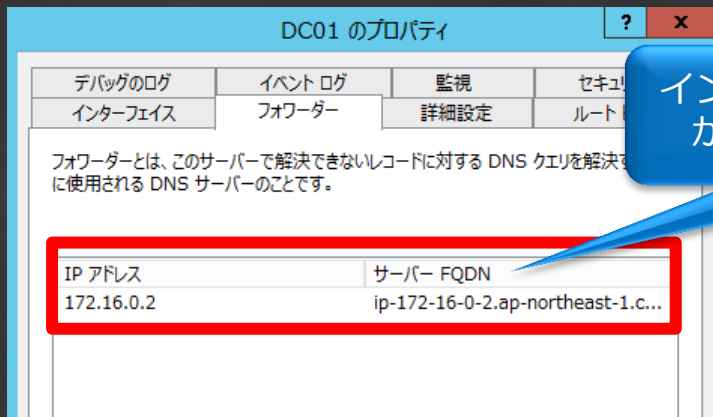 DC01 のプロパティ
? x
デバッグのログ イベント ログ 監視 セキュ
インターフェイス フォワーダー 詳細設定 ルート
フォワーダーとは、このサーバーで解決できないレコードに対する DNS クエリを解決す
に使用される DNS サーバーのことです。
イン
か
IP アドレス サーバー FQDN
172.16.0.2 ip-172-16-0-2.ap-northeast-1.c...